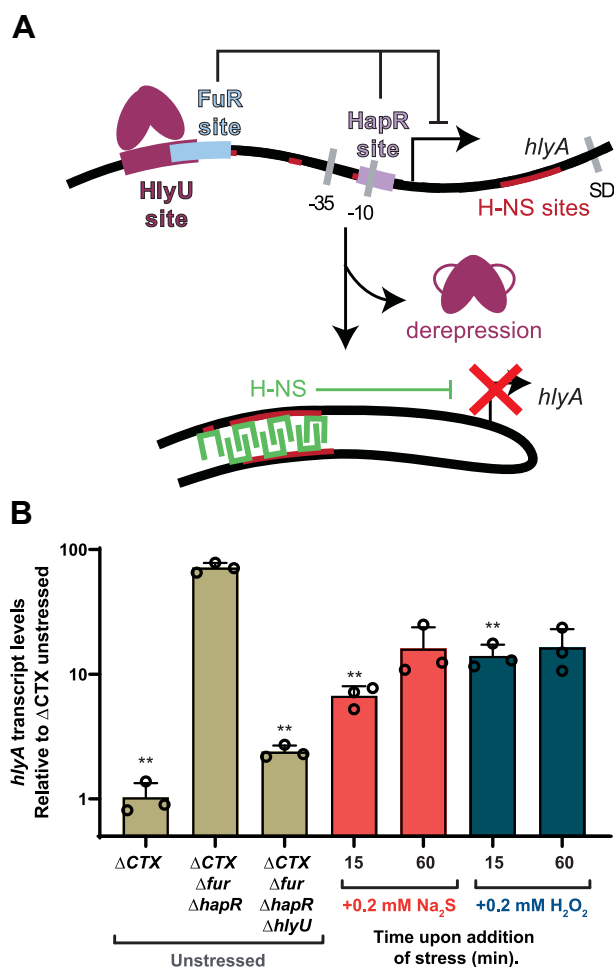 A
FuR
site
HapR
site
hlyA
HlyU
site
-35
-10
H-NS sites
SD
derepression
H-NS
hlyA
B
hlyA transcript levels
Relative to ΔCTX unstressed
100
10
1
**
**
**
**
ΔCTX
ΔCTX
Δfur
ΔhapR
ΔCTX
Δfur
ΔhapR
ΔhlyU
15
60
15
60
+0.2 mM Na₂S
+0.2 mM H₂O₂
Unstressed
Time upon addition
of stress (min).